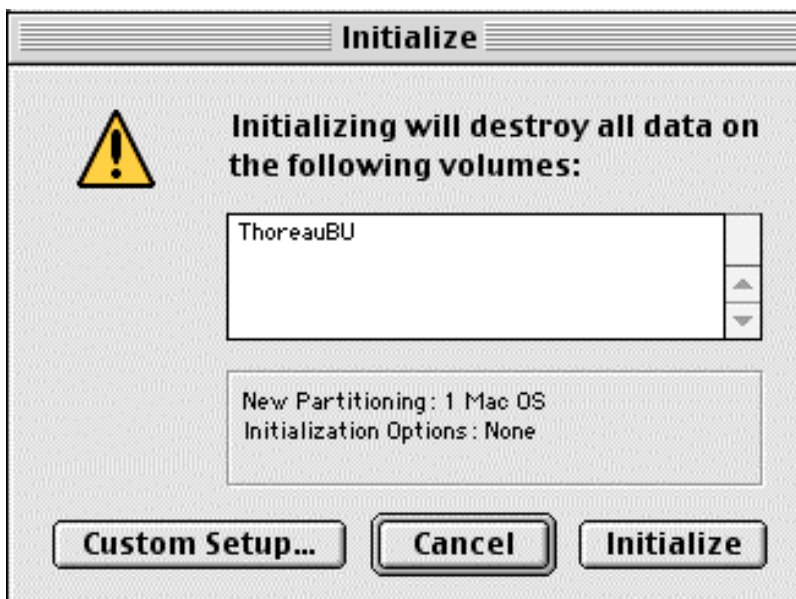 Initialize
Initializing will destroy all data on
the following volumes:
ThoreauBU
New Partitioning: 1 Mac OS
Initialization Options: None
Custom Setup...
Cancel
Initialize